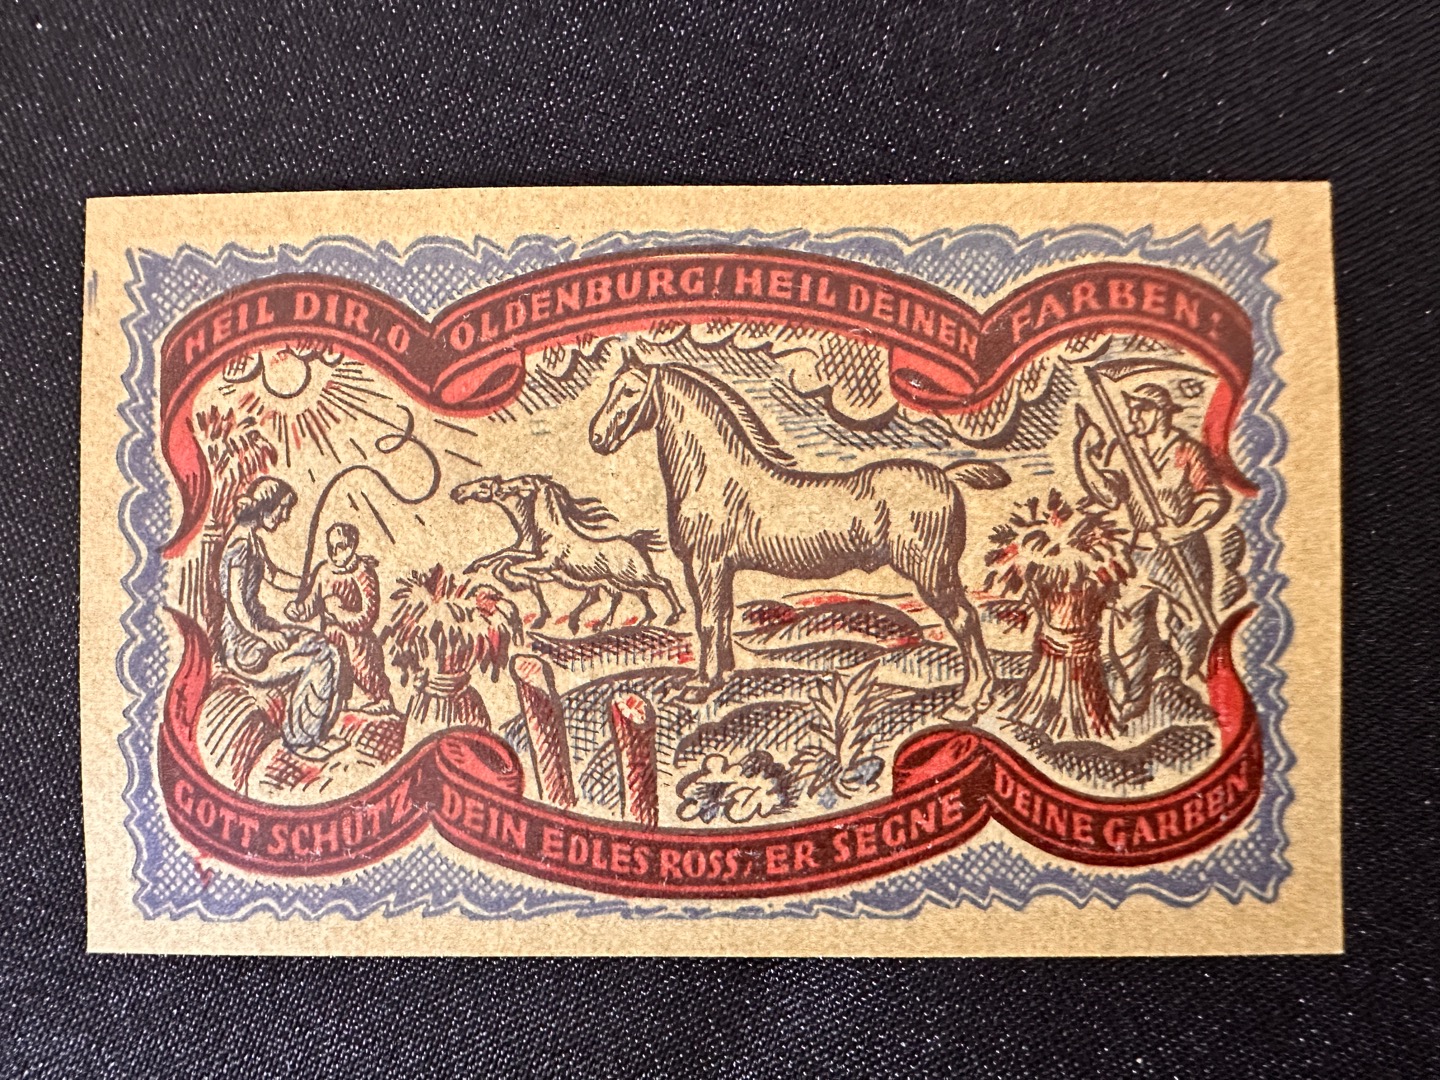 HEIL DIR, O OLDENBURG! HEIL DEINEN FARBEN!
GOTT SCHÜTZ' DEIN EDLES ROSS, ER SEGNE DEINE GARBEN